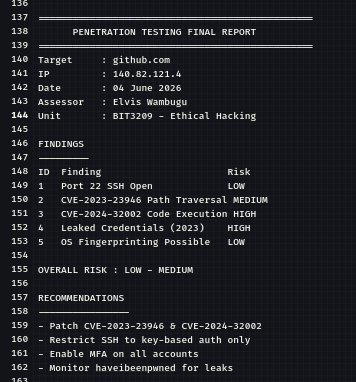 136
137 ════════════════════════════════════════════════
138 PENETRATION TESTING FINAL REPORT
139 ════════════════════════════════════════════════
140 Target : github.com
141 IP : 140.82.121.4
142 Date : 04 June 2026
143 Assessor : Elvis Wambugu
144 Unit : BIT3209 - Ethical Hacking
145
146 FINDINGS
147 ─────────
148 ID Finding Risk
149 1 Port 22 SSH Open LOW
150 2 CVE-2023-23946 Path Traversal MEDIUM
151 3 CVE-2024-32002 Code Execution HIGH
152 4 Leaked Credentials (2023) HIGH
153 5 OS Fingerprinting Possible LOW
154
155 OVERALL RISK : LOW - MEDIUM
156
157 RECOMMENDATIONS
158 ────────────────
159 - Patch CVE-2023-23946 & CVE-2024-32002
160 - Restrict SSH to key-based auth only
161 - Enable MFA on all accounts
162 - Monitor haveibeenpwned for leaks
163